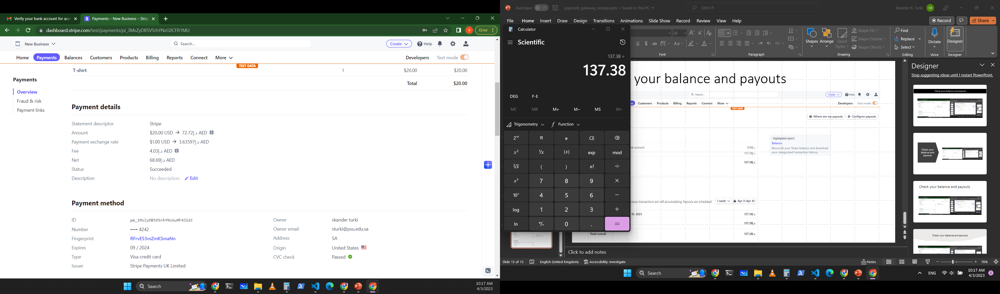 Verify your bank account for acc
Payments – New Business – Strip
dashboard.stripe.com/test/payments/pi_3MsZyDB5VSrhYNzG0CFR1MLI
Error
New Business
Search...
Create
Help
Home
Payments
Balances
Customers
Products
Billing
Reports
Connect
More
Developers
Test mode
TEST DATA
T-shirt 1 $20.00 $20.00
Total $20.00
Payments
Overview
Fraud & risk
Payment links
Payment details
Statement descriptor Stripe
Amount $20.00 USD → 72.72د.إ AED
Payment exchange rate $1.00 USD → 3.63597د.إ AED
Fee 4.03د.إ AED
Net 68.69د.إ AED
Status Succeeded
Description No description Edit
Payment method
ID pm_1MsZyDB5VSrhYNzGuMF4IG2C
Number •••• 4242
Fingerprint RFrvE53mZmKSmaNn
Expires 09 / 2024
Type Visa credit card
Issuer Stripe Payments UK Limited
Owner skander turki
Owner email sturki@psu.edu.sa
Address SA
Origin United States
CVC check Passed
Search
10:17 AM
4/3/2023
AutoSave Off
payment_gateway_nodejs.pptx • Saved to this PC
Search
Skander R. Turki SR
File Home Insert Draw Design Transitions Animations Slide Show Record Review View Help
Record
Share
28
Font
Paragraph
Shapes
Arrange
Quick
Styles
Shape Fill
Shape Outline
Shape Effects
Drawing
Find
Replace
Select
Editing
Dictate
Voice
Designer
Designer
Calculator
Scientific
137.38 ÷
137.38
DEG F-E
MC MR M+ M− MS M
Trigonometry
Function
2nd π e CE
x² ¹/x |x| exp mod
²√x ( ) n! ÷
xʸ 7 8 9 ×
10ˣ 4 5 6 −
log 1 2 3 +
ln +/− 0 . =
your balance and payouts
Search...
Create
Help
Customers
Products
Billing
Reports
Connect
More
Developers
Test mode
TEST DATA
Where are my payouts
Configure payouts
nk account 0.00د.إ
137.38د.إ
137.38د.إ
Highlighted report
Balance
Reconcile your Stripe balance and download
your categorized transaction history.
cause transactions are still accumulating. Payouts are scheduled
1 week
Apr 3–Apr 10
10, 2023 137.38د.إ
137.38د.إ
Total overall 137.38د.إ
Click to add notes
Designer
Stop suggesting ideas until I restart PowerPoint.
Check your balance and payouts
Check your
balance and
payouts
Check your balance and payouts
Check your balance and payouts
Slide 13 of 13
English (United Kingdom)
Accessibility: Investigate
Notes
78%
Search
ENG
10:17 AM
4/3/2023
2